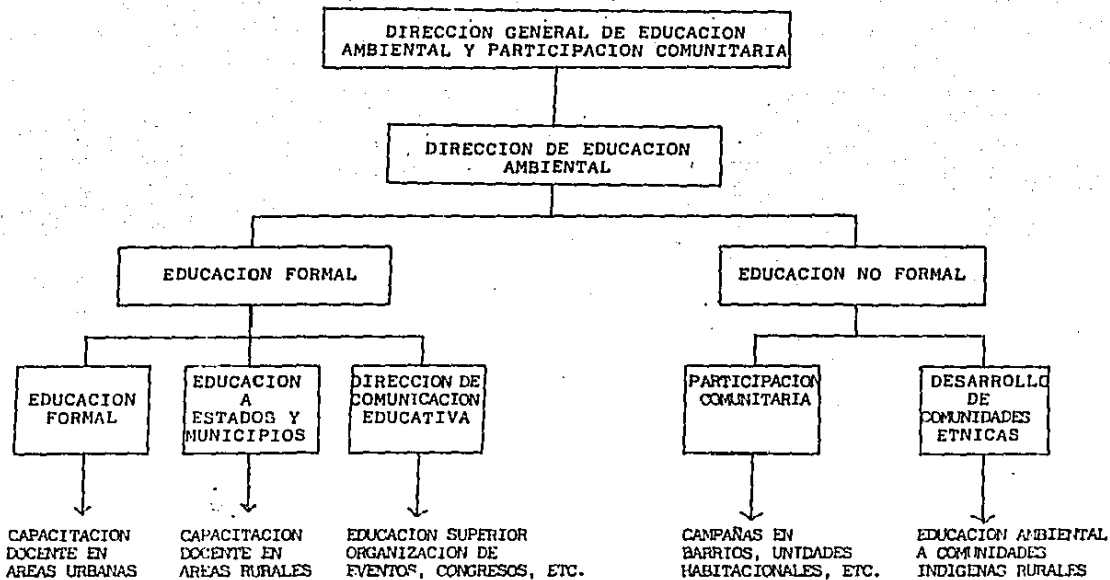 DIRECCION GENERAL DE EDUCACION
AMBIENTAL Y PARTICIPACION COMUNITARIA
DIRECCION DE EDUCACION
AMBIENTAL
EDUCACION FORMAL
EDUCACION NO FORMAL
EDUCACION
FORMAL
EDUCACION
A
ESTADOS Y
MUNICIPIOS
DIRECCION DE
COMUNICACION
EDUCATIVA
PARTICIPACION
COMUNITARIA
DESARROLLO
DE
COMUNIDADES
ETNICAS
CAPACITACION
DOCENTE EN
AREAS URBANAS
CAPACITACION
DOCENTE EN
AREAS RURALES
EDUCACION SUPERIOR
ORGANIZACION DE
EVENTOS, CONGRESOS, ETC.
CAMPAÑAS EN
BARRIOS, UNIDADES
HABITACIONALES, ETC.
EDUCACION AMBIENTAL
A COMUNIDADES
INDIGENAS RURALES